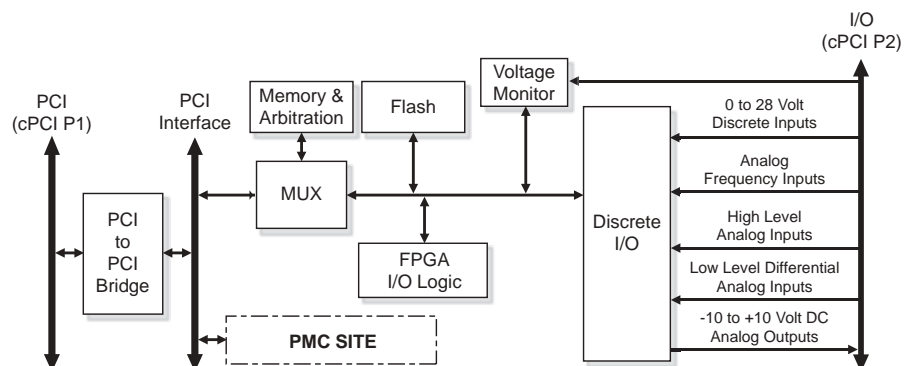 PCI
(cPCI P1)
PCI
Interface
Memory &
Arbitration
Flash
Voltage
Monitor
I/O
(cPCI P2)
0 to 28 Volt
Discrete Inputs
Analog
Frequency Inputs
High Level
Analog Inputs
Low Level Differential
Analog Inputs
-10 to +10 Volt DC
Analog Outputs
MUX
Discrete
I/O
PCI
to
PCI
Bridge
FPGA
I/O Logic
PMC SITE